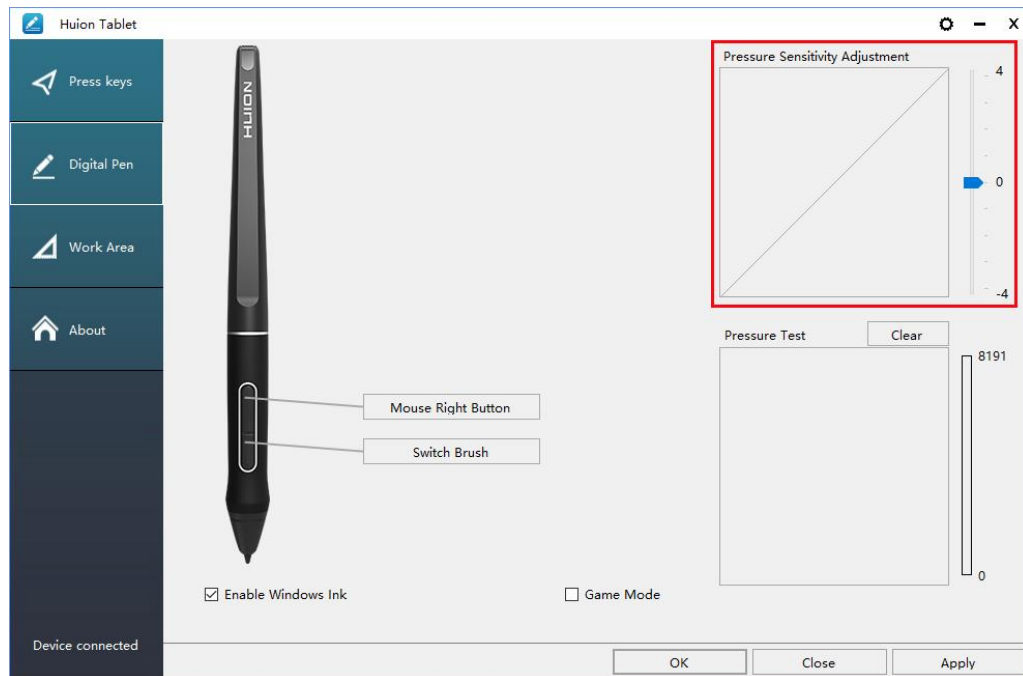 Huion Tablet
X
Press keys
Digital Pen
Work Area
About
Device connected
HUION
Mouse Right Button
Switch Brush
Enable Windows Ink
Game Mode
Pressure Sensitivity Adjustment
4
0
-4
Pressure Test
Clear
8191
0
OK
Close
Apply